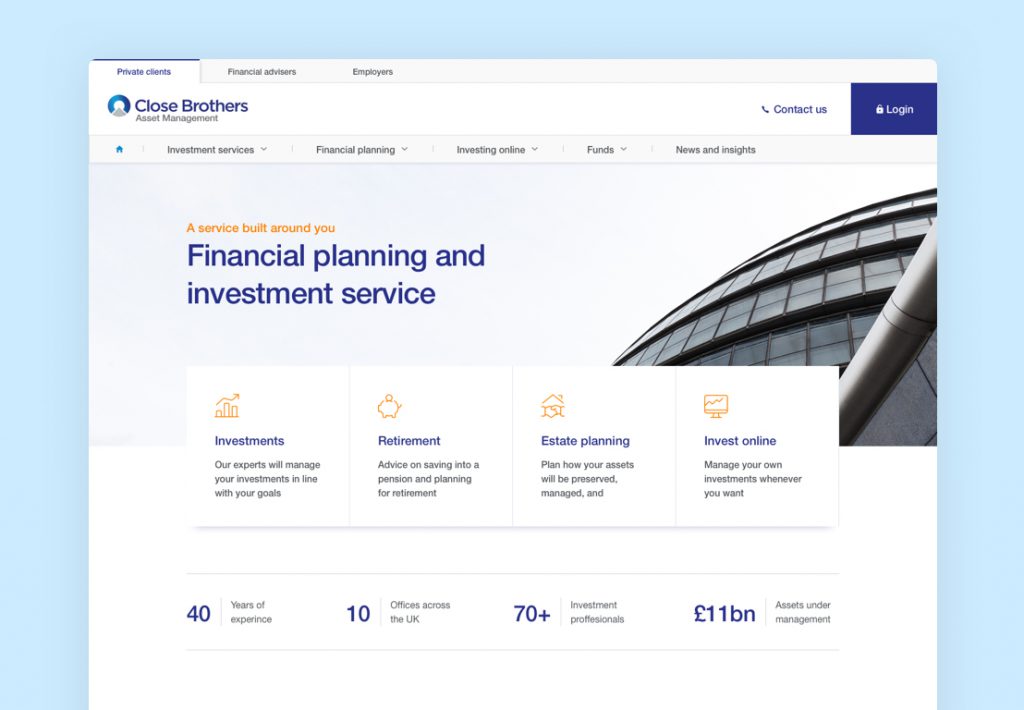 Private clients
Financial advisers
Employers
Close Brothers
Asset Management
Contact us
Login
Investment services
Financial planning
Investing online
Funds
News and insights
A service built around you
Financial planning and
investment service
Investments
Our experts will manage
your investments in line
with your goals
Retirement
Advice on saving into a
pension and planning
for retirement
Estate planning
Plan how your assets
will be preserved,
managed, and
Invest online
Manage your own
investments whenever
you want
40
Years of
experince
10
Offices across
the UK
70+
Investment
proffesionals
£11bn
Assets under
management